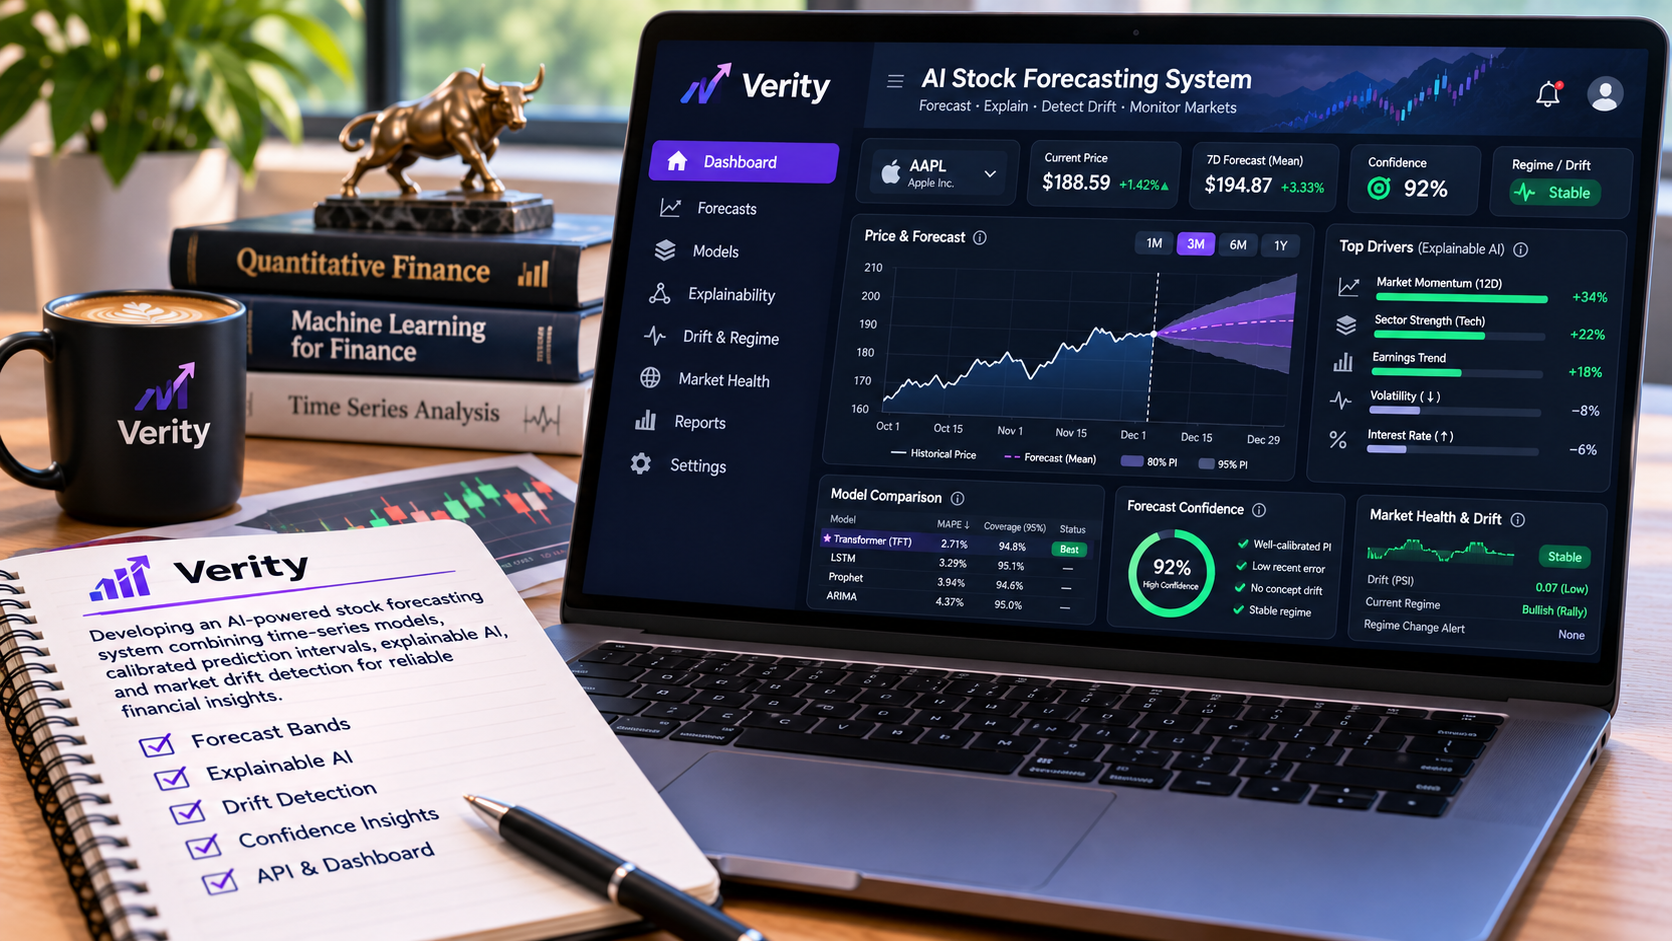 Verity
AI Stock Forecasting System
Forecast · Explain · Detect Drift · Monitor Markets
Dashboard
Forecasts
Models
Explainability
Drift & Regime
Market Health
Reports
Settings
AAPL
Apple Inc.
Current Price
$188.59 +1.42%▲
7D Forecast (Mean)
$194.87 +3.33%
Confidence
92%
Regime / Drift
Stable
Price & Forecast
1M 3M 6M 1Y
210
200
190
180
170
160
Oct 1 Oct 15 Nov 1 Nov 15 Dec 1 Dec 15 Dec 29
Historical Price Forecast (Mean) 80% PI 95% PI
Top Drivers (Explainable AI)
Market Momentum (12D) +34%
Sector Strength (Tech) +22%
Earnings Trend +18%
Volatillity (↓) −8%
Interest Rate (↑) −6%
Model Comparison
Model MAPE ↓ Coverage (95%) Status
Transformer (TFT) 2.71% 94.8% Best
LSTM 3.29% 95.1% —
Prophet 3.94% 94.6% —
ARIMA 4.37% 95.0% —
Forecast Confidence
92%
High Confidence
Well-calibrated PI
Low recent error
No concept drift
Stable regime
Market Health & Drift
Stable
Drift (PSI) 0.07 (Low)
Current Regime Bullish (Rally)
Regime Change Alert None
Quantitative Finance
Machine Learning
for Finance
Time Series Analysis
Verity
Verity
Developing an AI-powered stock forecasting
system combining time-series models,
calibrated prediction intervals, explainable AI,
and market drift detection for reliable
financial insights.
Forecast Bands
Explainable AI
Drift Detection
Confidence Insights
API & Dashboard